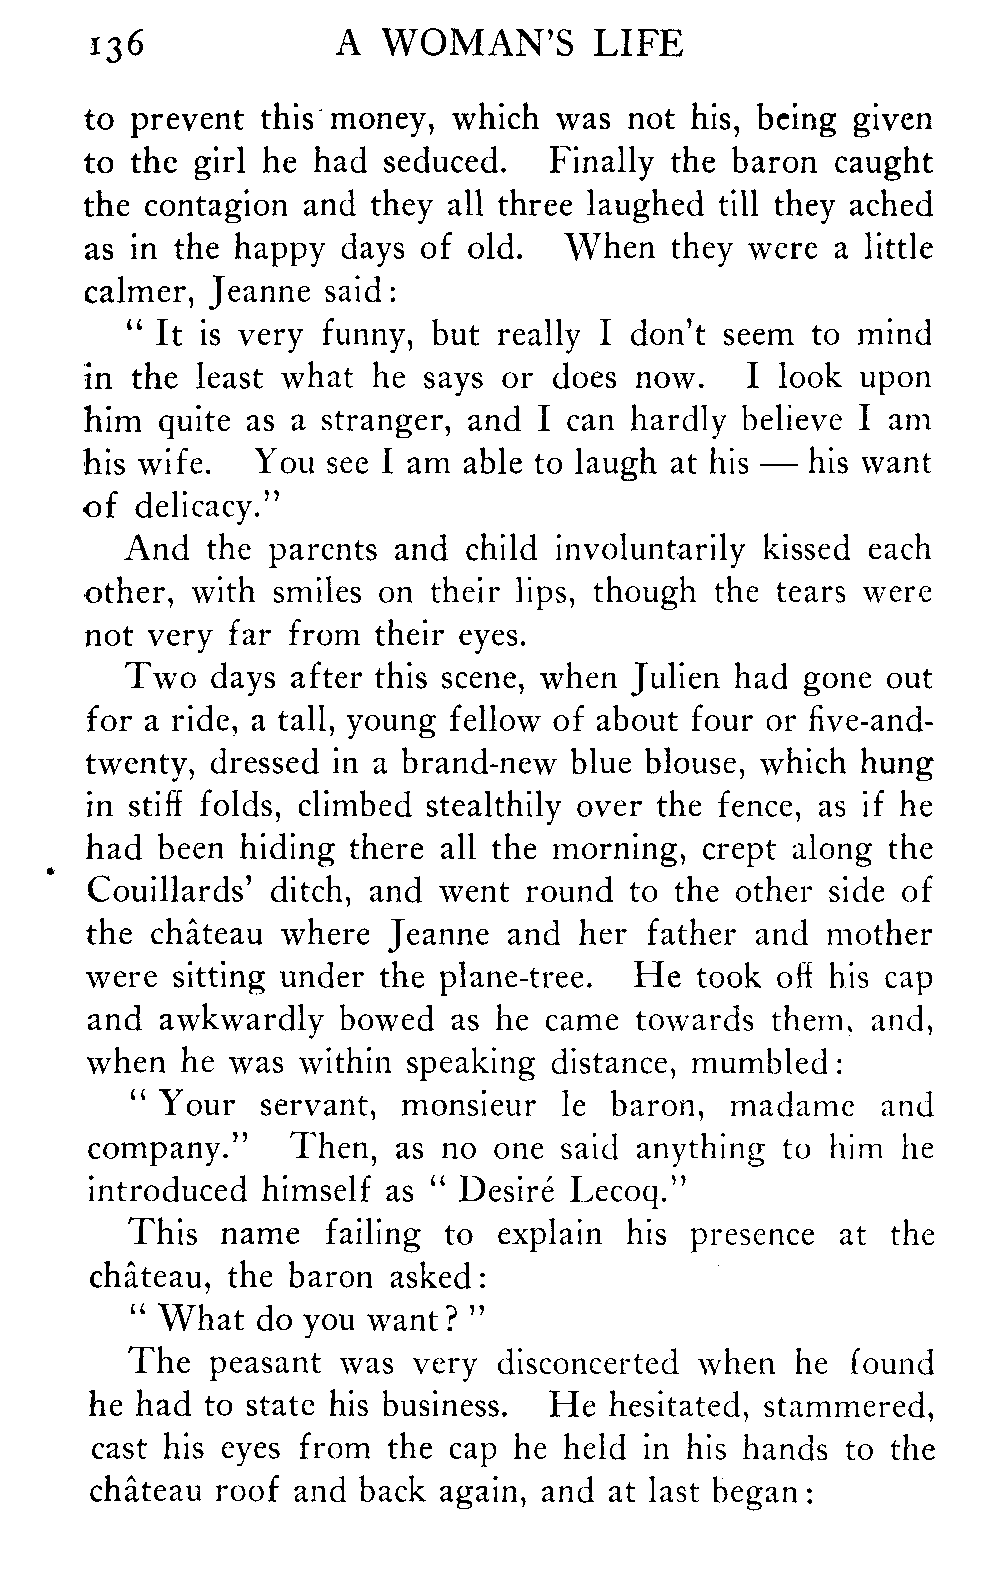 136 A WOMAN'S LIFE
to prevent this money, which was not his, being given
to the girl he had seduced. Finally the baron caught
the contagion and they all three laughed till they ached
as in the happy days of old. When they were a little
calmer, Jeanne said:
"It is very funny, but really I don't seem to mind
in the least what he says or does now. I look upon
him quite as a stranger, and I can hardly believe I am
his wife. You see I am able to laugh at his — his want
of delicacy."
And the parents and child involuntarily kissed each
other, with smiles on their lips, though the tears were
not very far from their eyes.
Two days after this scene, when Julien had gone out
for a ride, a tall, young fellow of about four or five-and-
twenty, dressed in a brand-new blue blouse, which hung
in stiff folds, climbed stealthily over the fence, as if he
had been hiding there all the morning, crept along the
Couillards' ditch, and went round to the other side of
the château where Jeanne and her father and mother
were sitting under the plane-tree. He took off his cap
and awkwardly bowed as he came towards them, and,
when he was within speaking distance, mumbled:
"Your servant, monsieur le baron, madame and
company." Then, as no one said anything to him he
introduced himself as "Desiré Lecoq."
This name failing to explain his presence at the
château, the baron asked:
"What do you want?"
The peasant was very disconcerted when he found
he had to state his business. He hesitated, stammered,
cast his eyes from the cap he held in his hands to the
château roof and back again, and at last began: